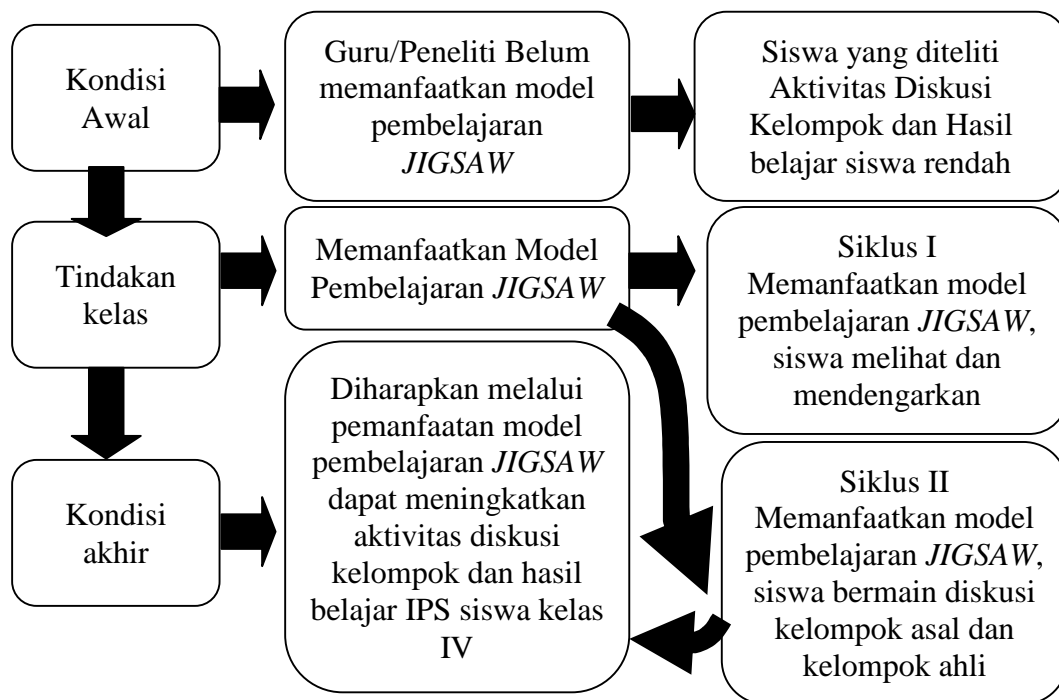 Kondisi
Awal
Guru/Peneliti Belum
memanfaatkan model
pembelajaran
JIGSAW
Siswa yang diteliti
Aktivitas Diskusi
Kelompok dan Hasil
belajar siswa rendah
Tindakan
kelas
Memanfaatkan Model
Pembelajaran JIGSAW
Siklus I
Memanfaatkan model
pembelajaran JIGSAW,
siswa melihat dan
mendengarkan
Kondisi
akhir
Diharapkan melalui
pemanfaatan model
pembelajaran JIGSAW
dapat meningkatkan
aktivitas diskusi
kelompok dan hasil
belajar IPS siswa kelas
IV
Siklus II
Memanfaatkan model
pembelajaran JIGSAW,
siswa bermain diskusi
kelompok asal dan
kelompok ahli